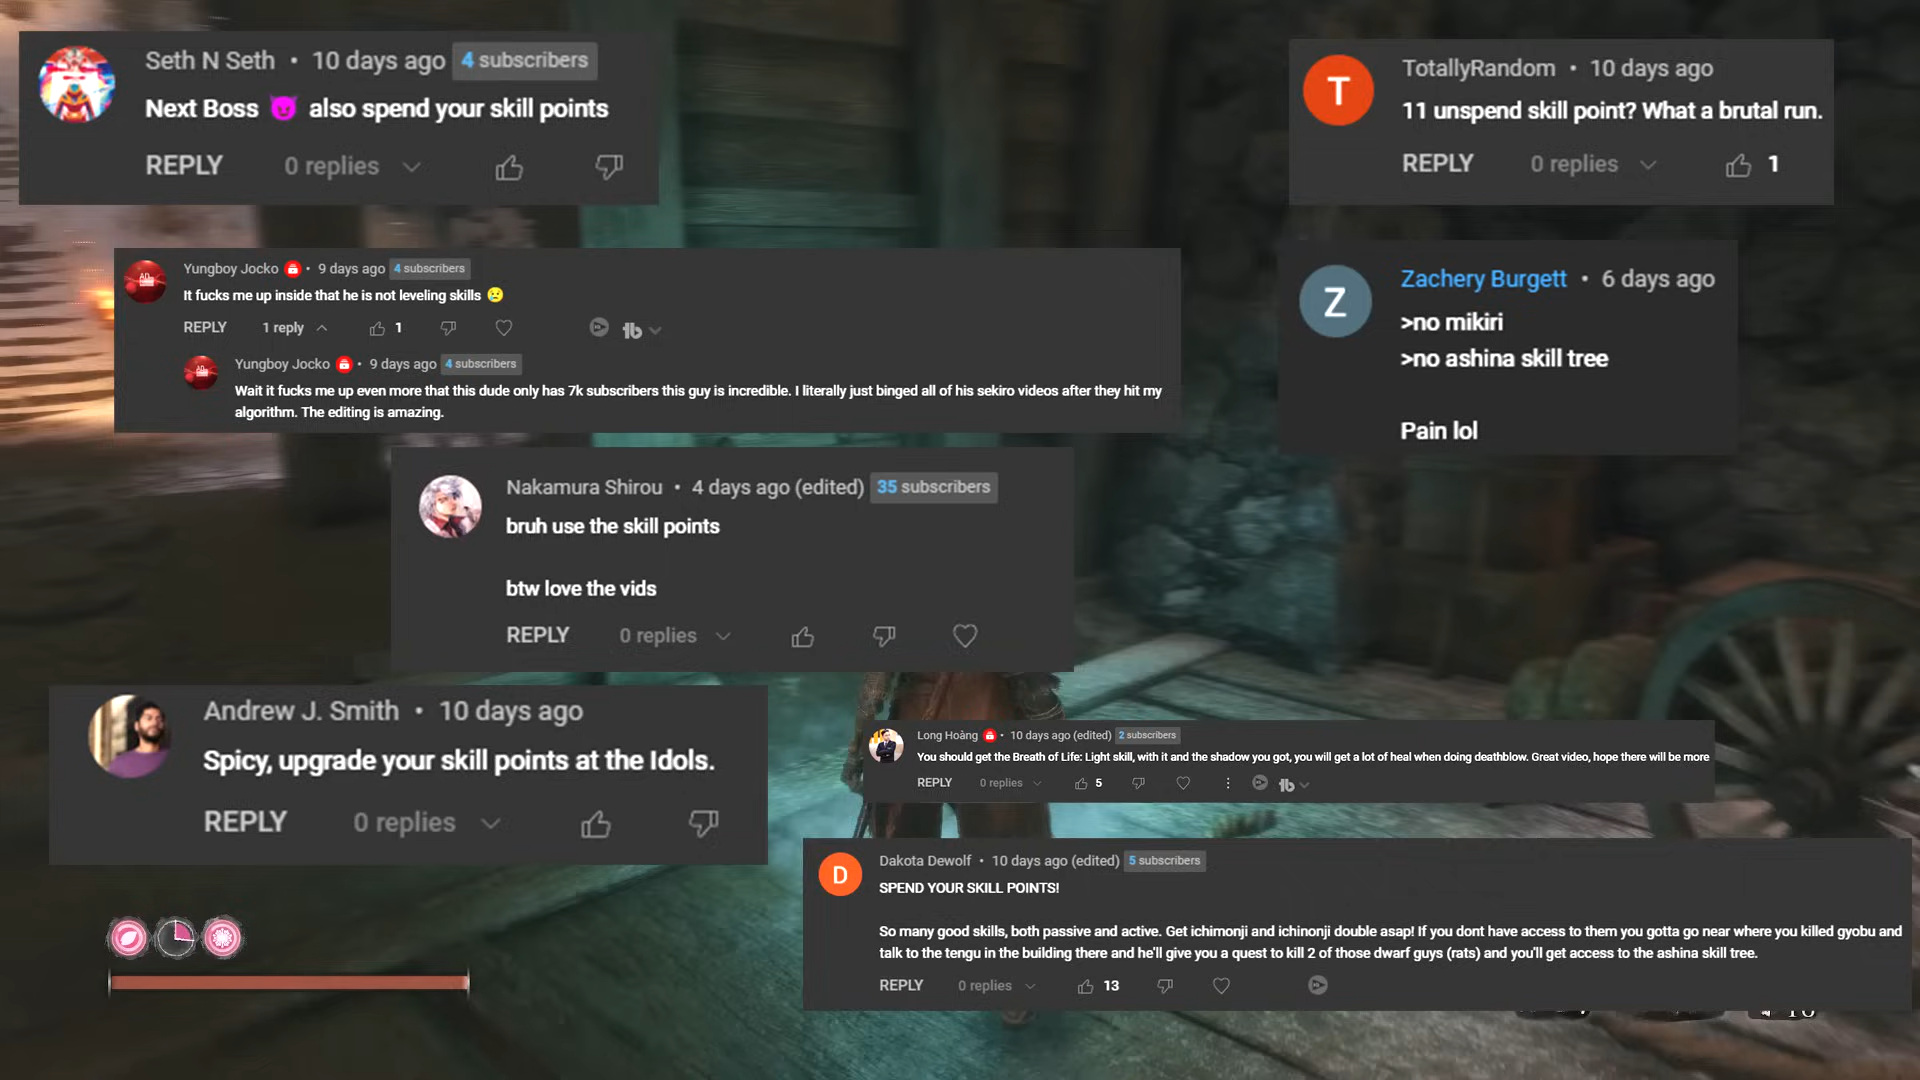 Seth N Seth • 10 days ago 4 subscribers
Next Boss 😈 also spend your skill points
REPLY 0 replies
TotallyRandom • 10 days ago
11 unspend skill point? What a brutal run.
REPLY 0 replies 1
Yungboy Jocko • 9 days ago 4 subscribers
It fucks me up inside that he is not leveling skills 😢
REPLY 1 reply 1
Yungboy Jocko • 9 days ago 4 subscribers
Wait it fucks me up even more that this dude only has 7k subscribers this guy is incredible. I literally just binged all of his sekiro videos after they hit my
algorithm. The editing is amazing.
Z
Zachery Burgett • 6 days ago
>no mikiri
>no ashina skill tree
Pain lol
Nakamura Shirou • 4 days ago (edited) 35 subscribers
bruh use the skill points
btw love the vids
REPLY 0 replies
Andrew J. Smith • 10 days ago
Spicy, upgrade your skill points at the Idols.
REPLY 0 replies
Long Hoàng • 10 days ago (edited) 2 subscribers
You should get the Breath of Life: Light skill, with it and the shadow you got, you will get a lot of heal when doing deathblow. Great video, hope there will be more
REPLY 0 replies 5
D
Dakota Dewolf • 10 days ago (edited) 5 subscribers
SPEND YOUR SKILL POINTS!
So many good skills, both passive and active. Get ichimonji and ichinonji double asap! If you dont have access to them you gotta go near where you killed gyobu and
talk to the tengu in the building there and he'll give you a quest to kill 2 of those dwarf guys (rats) and you'll get access to the ashina skill tree.
REPLY 0 replies 13